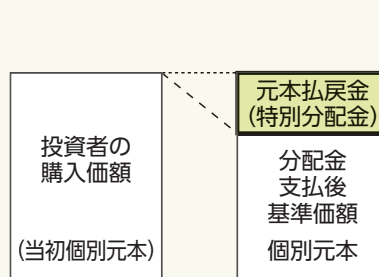 投資者の
購入価額
(当初個別元本)
元本払戻金
(特別分配金)
分配金
支払後
基準価額
個別元本